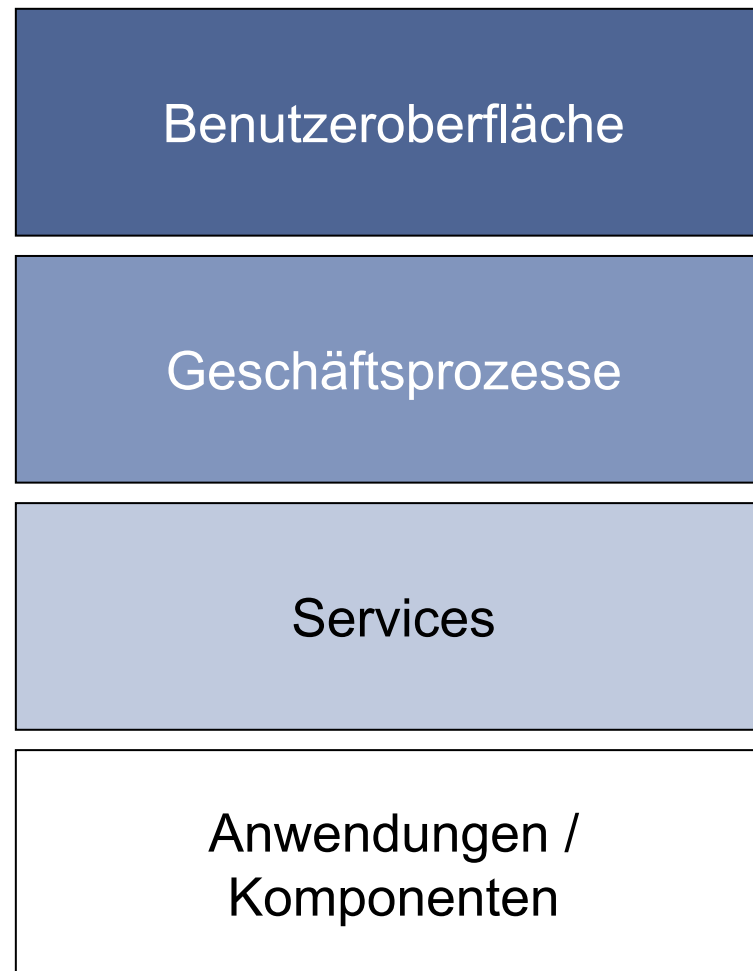 Benutzeroberfläche
Geschäftsprozesse
Services
Anwendungen /
Komponenten